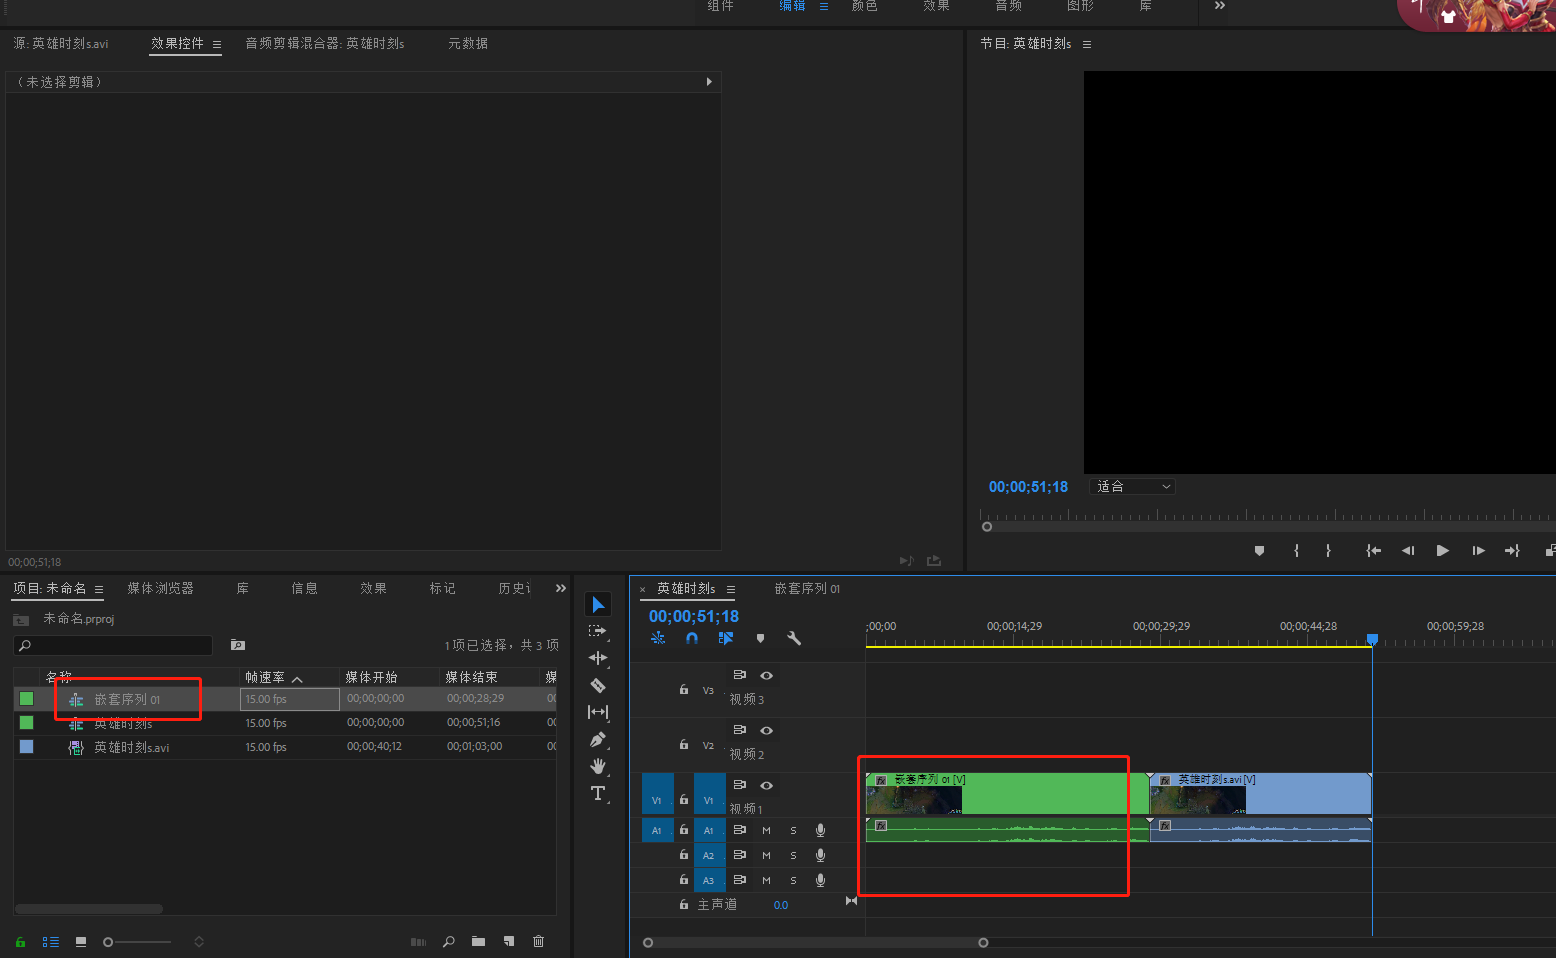 组件 编辑 颜色 效果 音频 图形 库
源: 英雄时刻s.avi 效果控件 音频剪辑混合器: 英雄时刻s 元数据
节目: 英雄时刻s
（未选择剪辑）
00;00;51;18 适合
00;00;51;18
项目: 未命名 媒体浏览器 库 信息 效果 标记 历史
未命名.prproj
1项已选择，共 3 项
名称 帧速率 媒体开始 媒体结束 媒
嵌套序列 01 15.00 fps 00;00;00;00 00;00;28;29 00
英雄时刻s 15.00 fps 00;00;00;00 00;00;51;16 00
英雄时刻s.avi 15.00 fps 00;00;40;12 00;01;03;00 00
T
× 英雄时刻s 嵌套序列 01
00;00;51;18
;00;00 00;00;14;29 00;00;29;29 00;00;44;28 00;00;59;28
V3
视频 3
V2
视频 2
V1 V1
视频 1
fx 嵌套序列 01 [V] fx 英雄时刻s.avi [V]
A1 A1 M S fx fx
A2 M S
A3 M S
主声道 0.0